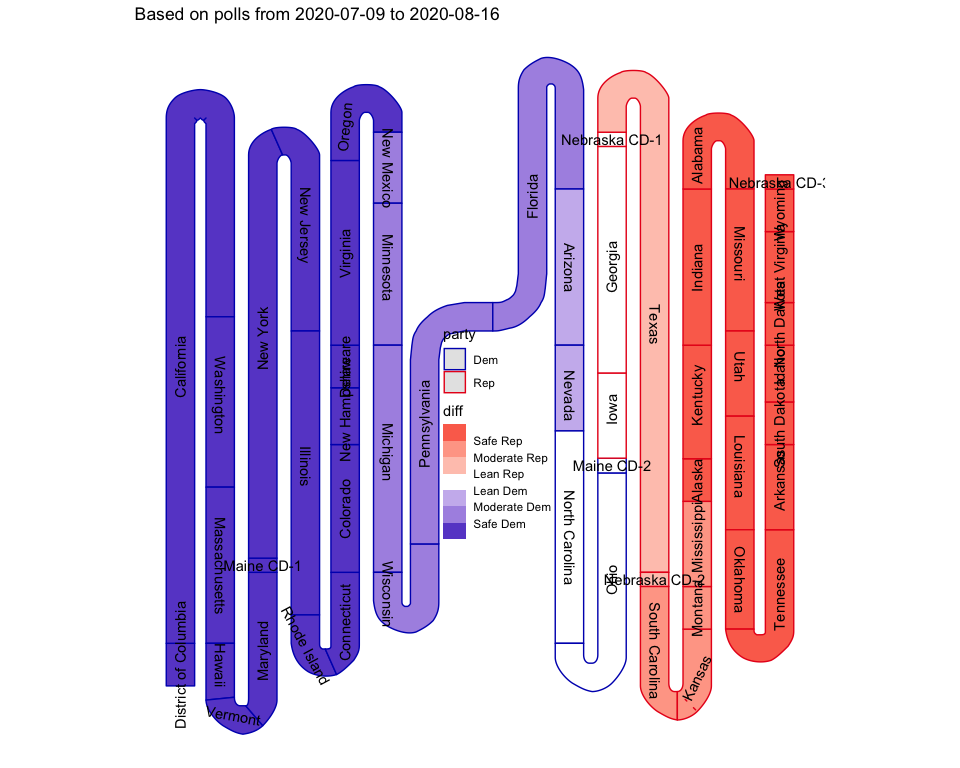 Based on polls from 2020-07-09 to 2020-08-16
District of Columbia
California
Washington
Massachusetts
Hawaii
Vermont
Maryland
Maine CD-1
New York
New Jersey
Illinois
Rhode Island
Connecticut
Colorado
New Hampshire
Delaware
Virginia
Oregon
New Mexico
Minnesota
Michigan
Wisconsin
Pennsylvania
Florida
Arizona
Nevada
North Carolina
Ohio
Maine CD-2
Iowa
Georgia
Nebraska CD-1
Texas
Nebraska CD-2
South Carolina
Kansas
Montana
Mississippi
Alaska
Kentucky
Indiana
Alabama
Nebraska CD-3
Missouri
Utah
Louisiana
Oklahoma
Tennessee
Arkansas
South Dakota
Idaho
North Dakota
West Virginia
Wyoming
party
Dem
Rep
diff
Safe Rep
Moderate Rep
Lean Rep
Lean Dem
Moderate Dem
Safe Dem